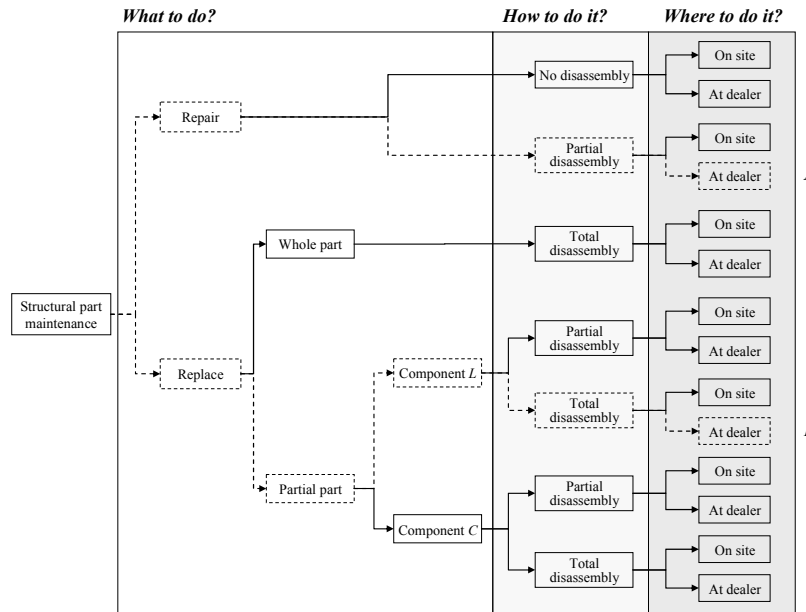 What to do?
How to do it?
Where to do it?
On site
No disassembly
At dealer
Repair
On site
Partial
disassembly
At dealer
On site
Whole part
Total
disassembly
At dealer
Structural part
maintenance
On site
Partial
disassembly
At dealer
Replace
Component L
On site
Total
disassembly
At dealer
Partial part
On site
Partial
disassembly
At dealer
Component C
On site
Total
disassembly
At dealer